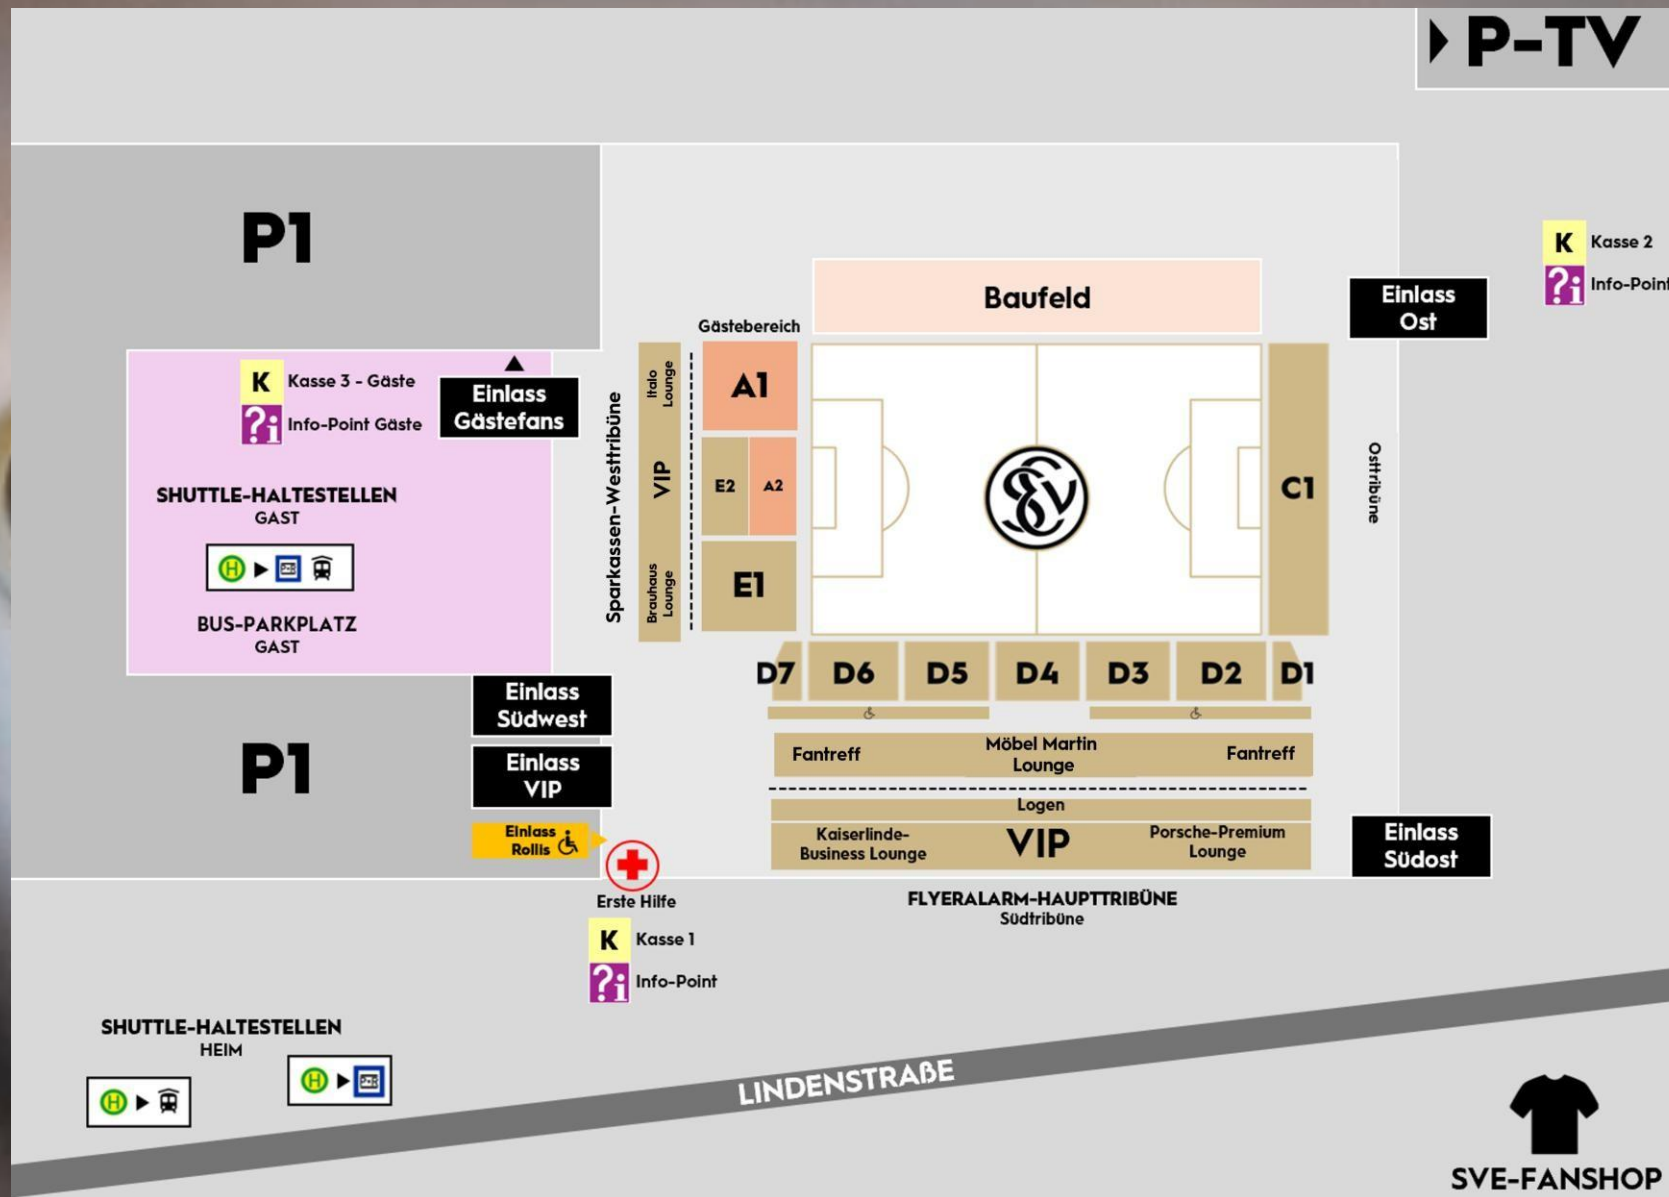 P-TV
P1
K Kasse 2
?i Info-Point
Baufeld
Einlass
Ost
Gästebereich
K Kasse 3 - Gäste
?i Info-Point Gäste
Einlass
Gästefans
SHUTTLE-HALTESTELLEN
GAST
H
BUS-PARKPLATZ
GAST
Sparkassen-Westtribüne
Italo
Lounge
VIP
Brauhaus
Lounge
A1
E2 A2
E1
SVE
C1
Osttribüne
D7 D6 D5 D4 D3 D2 D1
Einlass
Südwest
P1
Einlass
VIP
Einlass
Rollis
Fantreff
Möbel Martin
Lounge
Fantreff
Logen
Kaiserlinde-
Business Lounge
VIP
Porsche-Premium
Lounge
Einlass
Südost
FLYERALARM-HAUPTTRIBÜNE
Südtribüne
Erste Hilfe
K Kasse 1
?i Info-Point
SHUTTLE-HALTESTELLEN
HEIM
H
H P+R
LINDENSTRAßE
SVE-FANSHOP